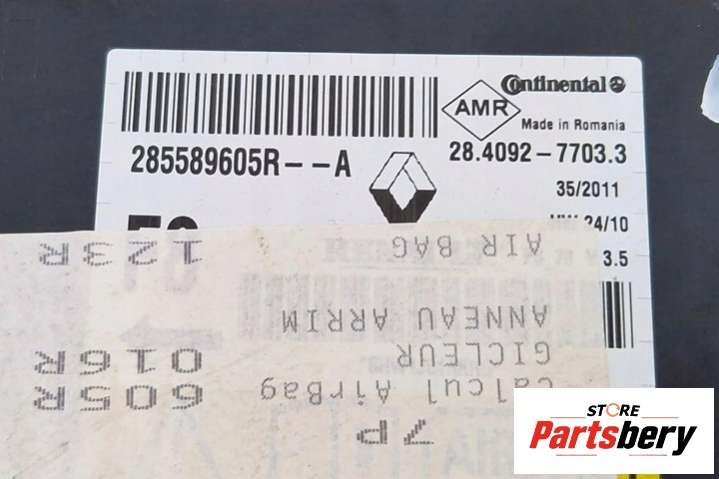 Continental
AMR
Made in Romania
285589605R--A
28.4092-7703.3
35/2011
24/10
3.5
AIR BAG
123R
ANNEAU ARRIM
GICLEUR
016R
Calcul AirBag
605R
7P
STORE
Partsbery